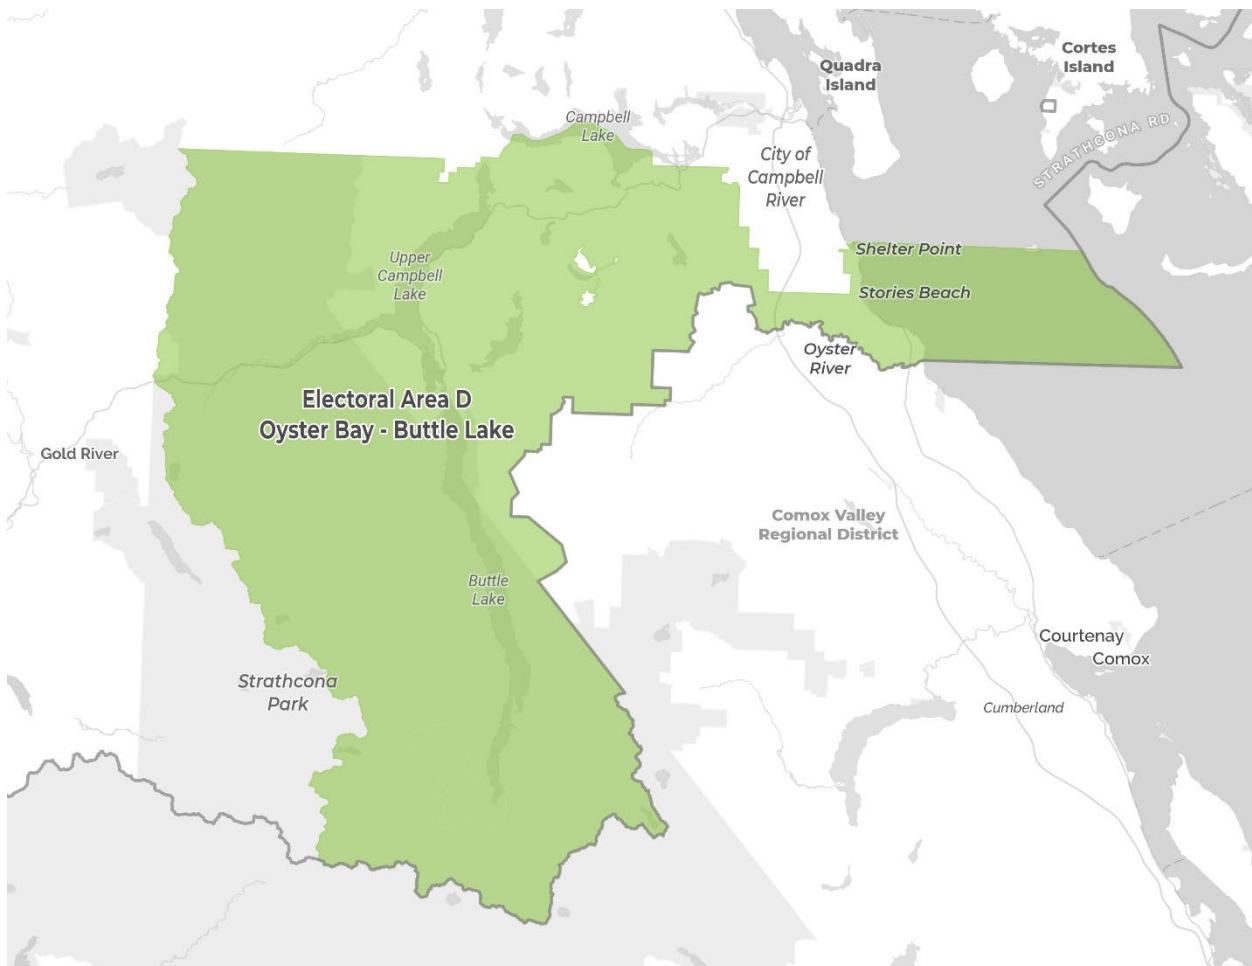 Cortes
Island
Quadra
Island
Campbell
Lake
STRATHCONA RD
City of
Campbell
River
Shelter Point
Upper
Campbell
Lake
Stories Beach
Oyster
River
Electoral Area D
Oyster Bay - Buttle Lake
Gold River
Comox Valley
Regional District
Buttle
Lake
Courtenay
Comox
Strathcona
Park
Cumberland